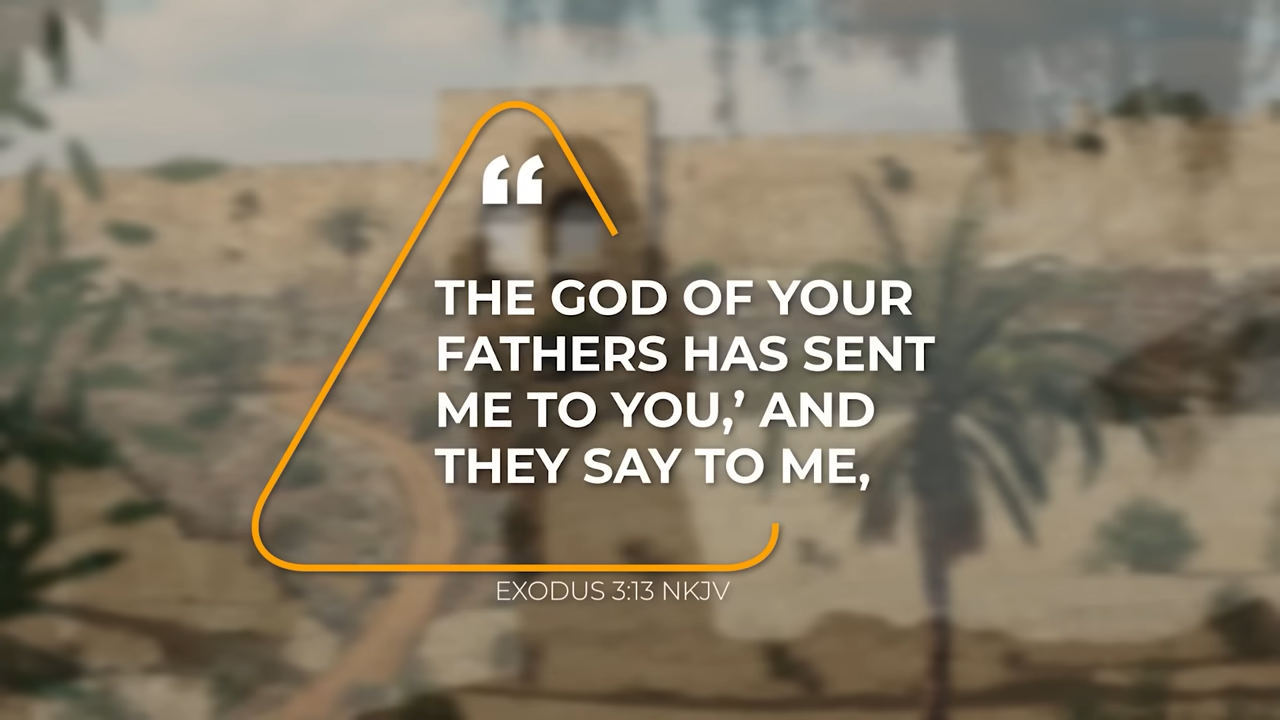 “
THE GOD OF YOUR
FATHERS HAS SENT
ME TO YOU,’ AND
THEY SAY TO ME,
EXODUS 3:13 NKJV